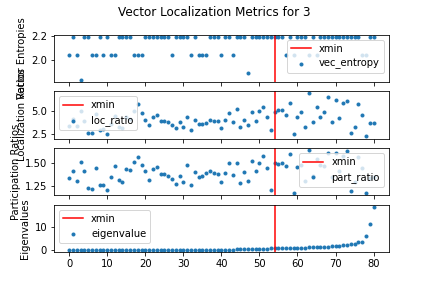 Vector Localization Metrics for 3
Vector Entropies
2.2
2.0
xmin
vec_entropy
Localization Ratios
5.0
2.5
xmin
loc_ratio
Participation Ratios
1.50
1.25
xmin
part_ratio
Eigenvalues
10
0
xmin
eigenvalue
0 10 20 30 40 50 60 70 80